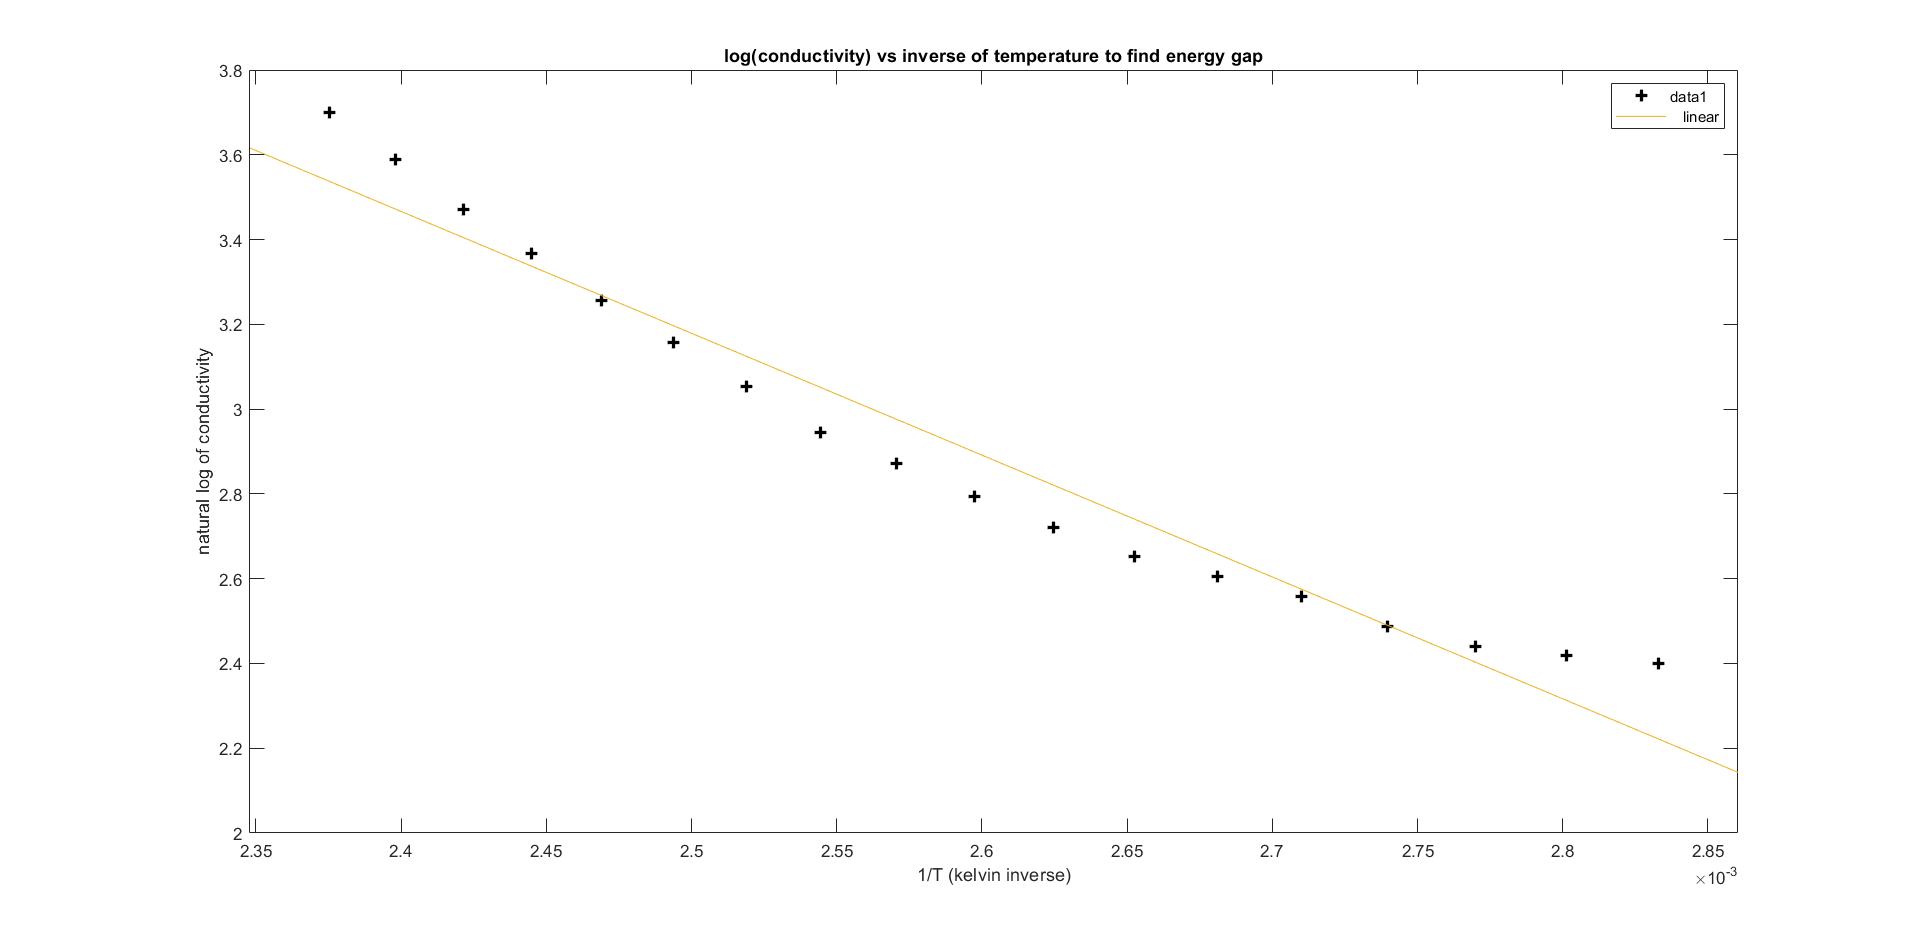 log(conductivity) vs inverse of temperature to find energy gap
3.8
3.6
3.4
3.2
3
2.8
2.6
2.4
2.2
2
natural log of conductivity
data1
linear
2.35 2.4 2.45 2.5 2.55 2.6 2.65 2.7 2.75 2.8 2.85
1/T (kelvin inverse)
×10-3